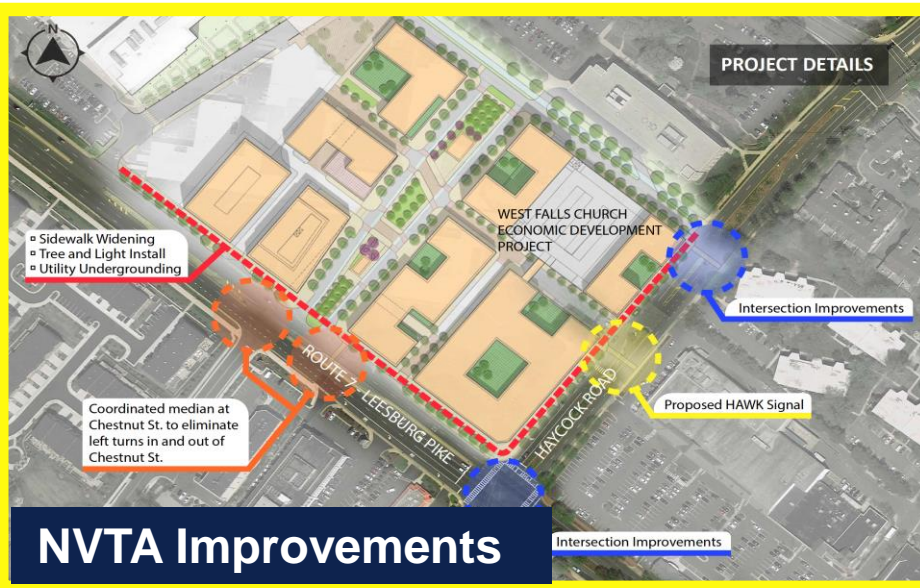 N
PROJECT DETAILS
WEST FALLS CHURCH
ECONOMIC DEVELOPMENT
PROJECT
▫ Sidewalk Widening
▫ Tree and Light Install
▫ Utility Undergrounding
Intersection Improvements
ROUTE 7
LEESBURG PIKE
HAYCOCK ROAD
Proposed HAWK Signal
Coordinated median at
Chestnut St. to eliminate
left turns in and out of
Chestnut St.
NVTA Improvements
Intersection Improvements